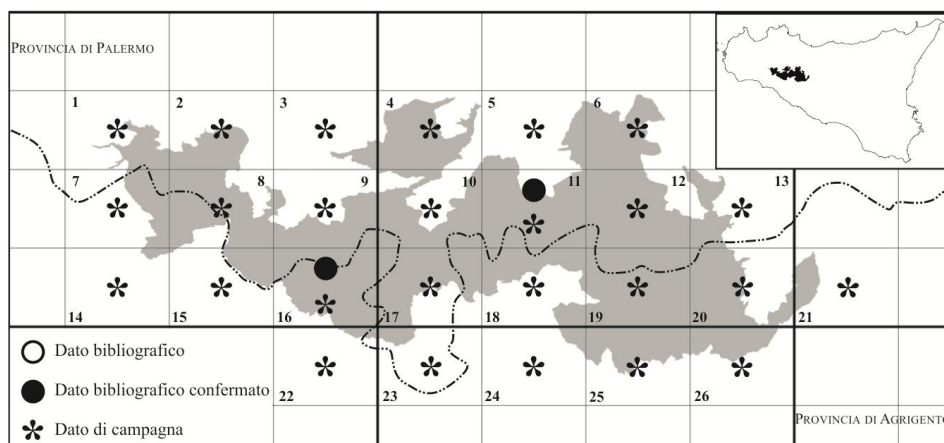 PROVINCIA DI PALERMO
1 2 3 4 5 6
7 8 9 10 11 12 13
14 15 16 17 18 19 20 21
Dato bibliografico
Dato bibliografico confermato
Dato di campagna
22 23 24 25 26
PROVINCIA DI AGRIGENTO